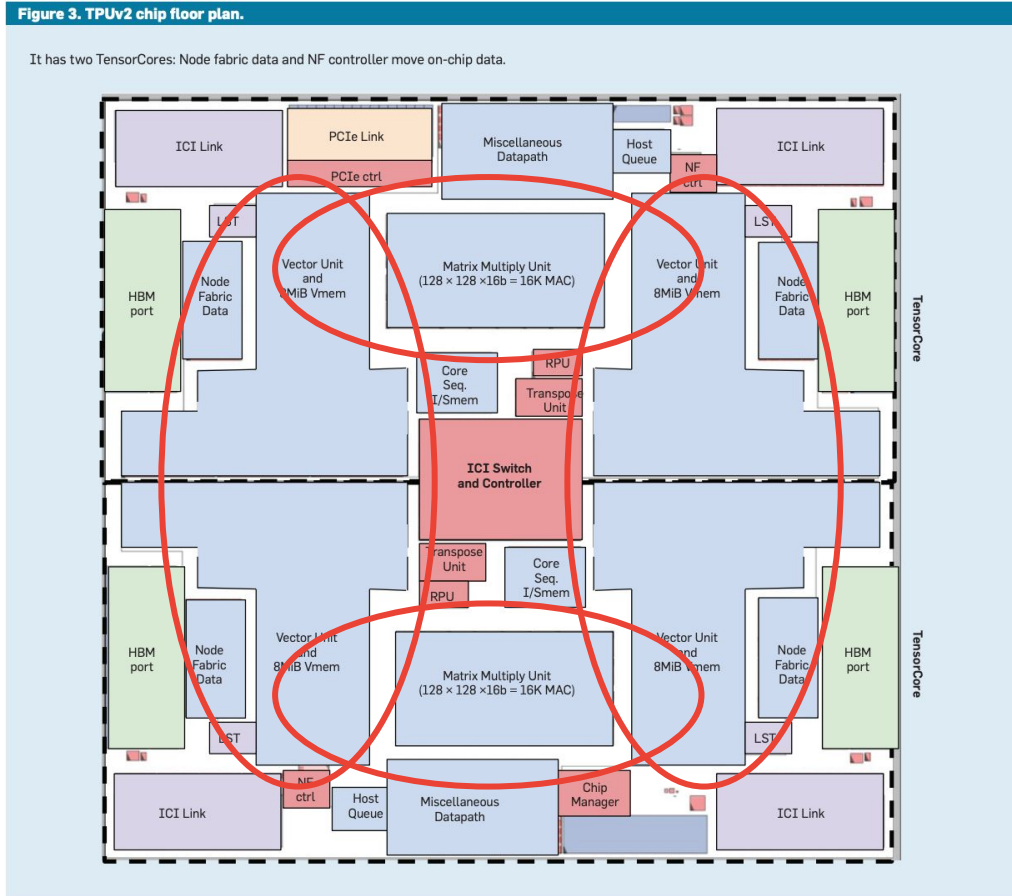 Figure 3. TPUv2 chip floor plan.
It has two TensorCores: Node fabric data and NF controller move on-chip data.
ICI Link
PCIe Link
PCIe ctrl
Miscellaneous
Datapath
Host
Queue
NF
ctrl
ICI Link
LST
LST
HBM
port
Node
Fabric
Data
Vector Unit
and
8MiB Vmem
Matrix Multiply Unit
(128 × 128 ×16b = 16K MAC)
Vector Unit
and
8MiB Vmem
Node
Fabric
Data
HBM
port
TensorCore
Core
Seq.
I/Smem
RPU
Transpose
Unit
ICI Switch
and Controller
Transpose
Unit
RPU
Core
Seq.
I/Smem
HBM
port
Node
Fabric
Data
Vector Unit
and
8MiB Vmem
Matrix Multiply Unit
(128 × 128 ×16b = 16K MAC)
Vector Unit
and
8MiB Vmem
Node
Fabric
Data
HBM
port
TensorCore
LST
LST
ICI Link
NF
ctrl
Host
Queue
Miscellaneous
Datapath
Chip
Manager
ICI Link